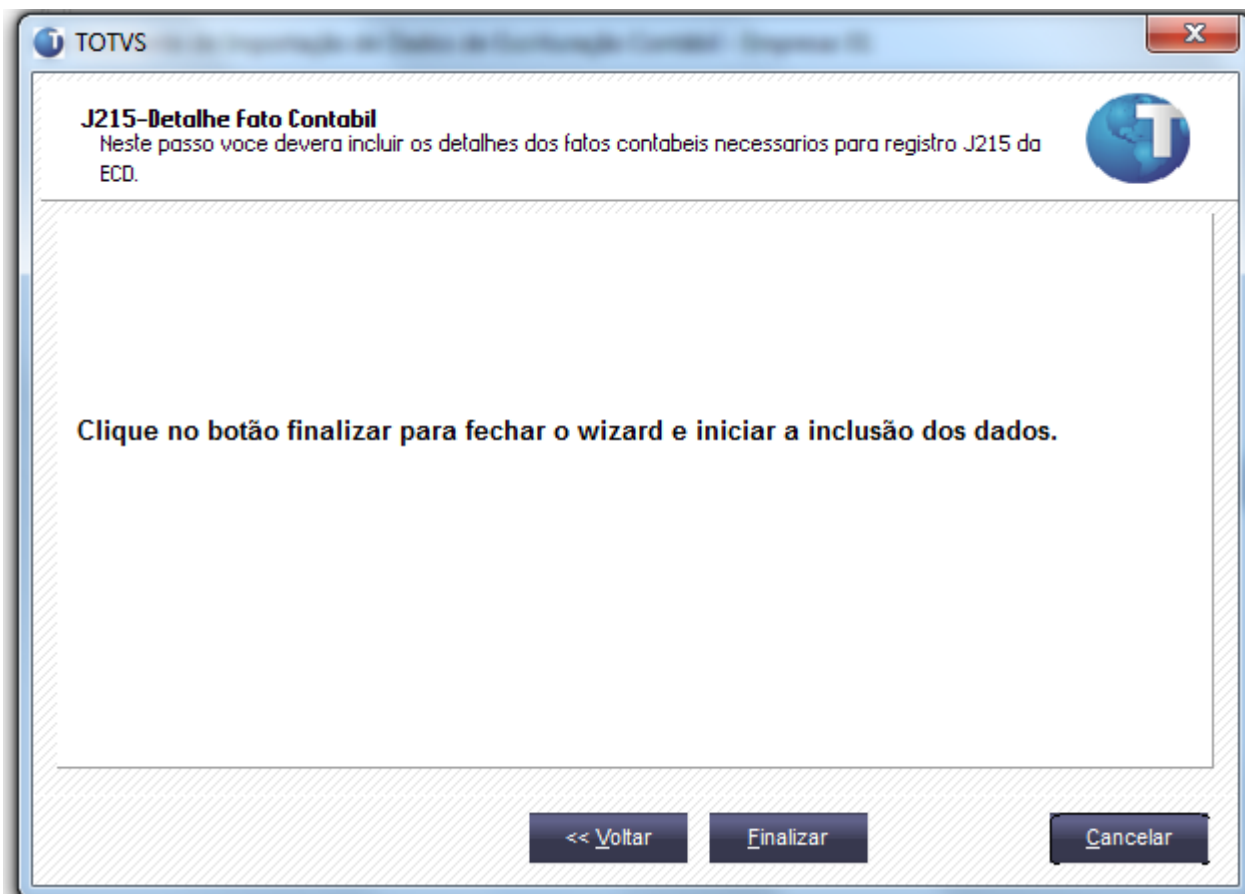 TOTVS
J215-Detalhe Fato Contabil
Neste passo voce devera incluir os detalhes dos fatos contabeis necessarios para registro J215 da
ECD.
Clique no botão finalizar para fechar o wizard e iniciar a inclusão dos dados.
<< Voltar
Finalizar
Cancelar